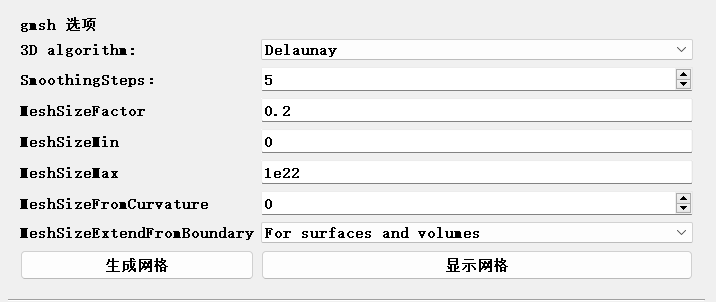 gmsh 选项
3D algorithm: Delaunay
SmoothingSteps: 5
MeshSizeFactor 0.2
MeshSizeMin 0
MeshSizeMax 1e22
MeshSizeFromCurvature 0
MeshSizeExtendFromBoundary For surfaces and volumes
生成网格 显示网格